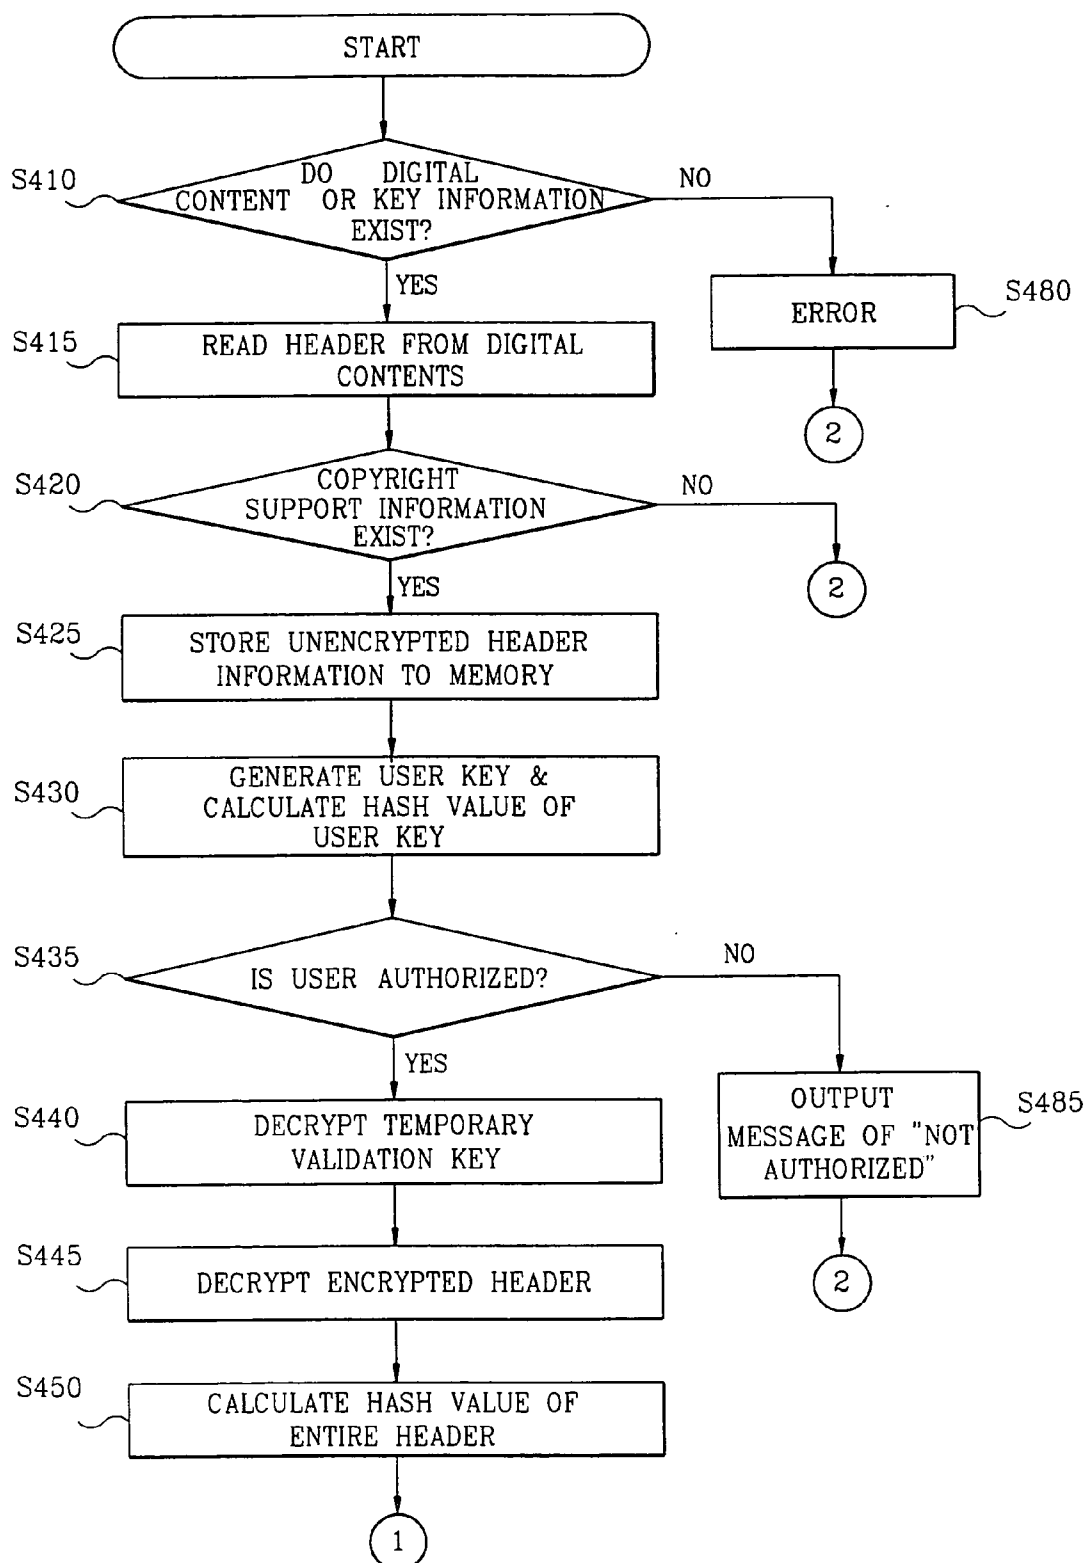 START
S410
DO DIGITAL
CONTENT OR KEY INFORMATION
EXIST?
NO
YES
S480
ERROR
2
S415
READ HEADER FROM DIGITAL
CONTENTS
S420
COPYRIGHT
SUPPORT INFORMATION
EXIST?
NO
2
YES
S425
STORE UNENCRYPTED HEADER
INFORMATION TO MEMORY
S430
GENERATE USER KEY &
CALCULATE HASH VALUE OF
USER KEY
S435
IS USER AUTHORIZED?
NO
YES
S485
OUTPUT
MESSAGE OF "NOT
AUTHORIZED"
2
S440
DECRYPT TEMPORARY
VALIDATION KEY
S445
DECRYPT ENCRYPTED HEADER
S450
CALCULATE HASH VALUE OF
ENTIRE HEADER
1